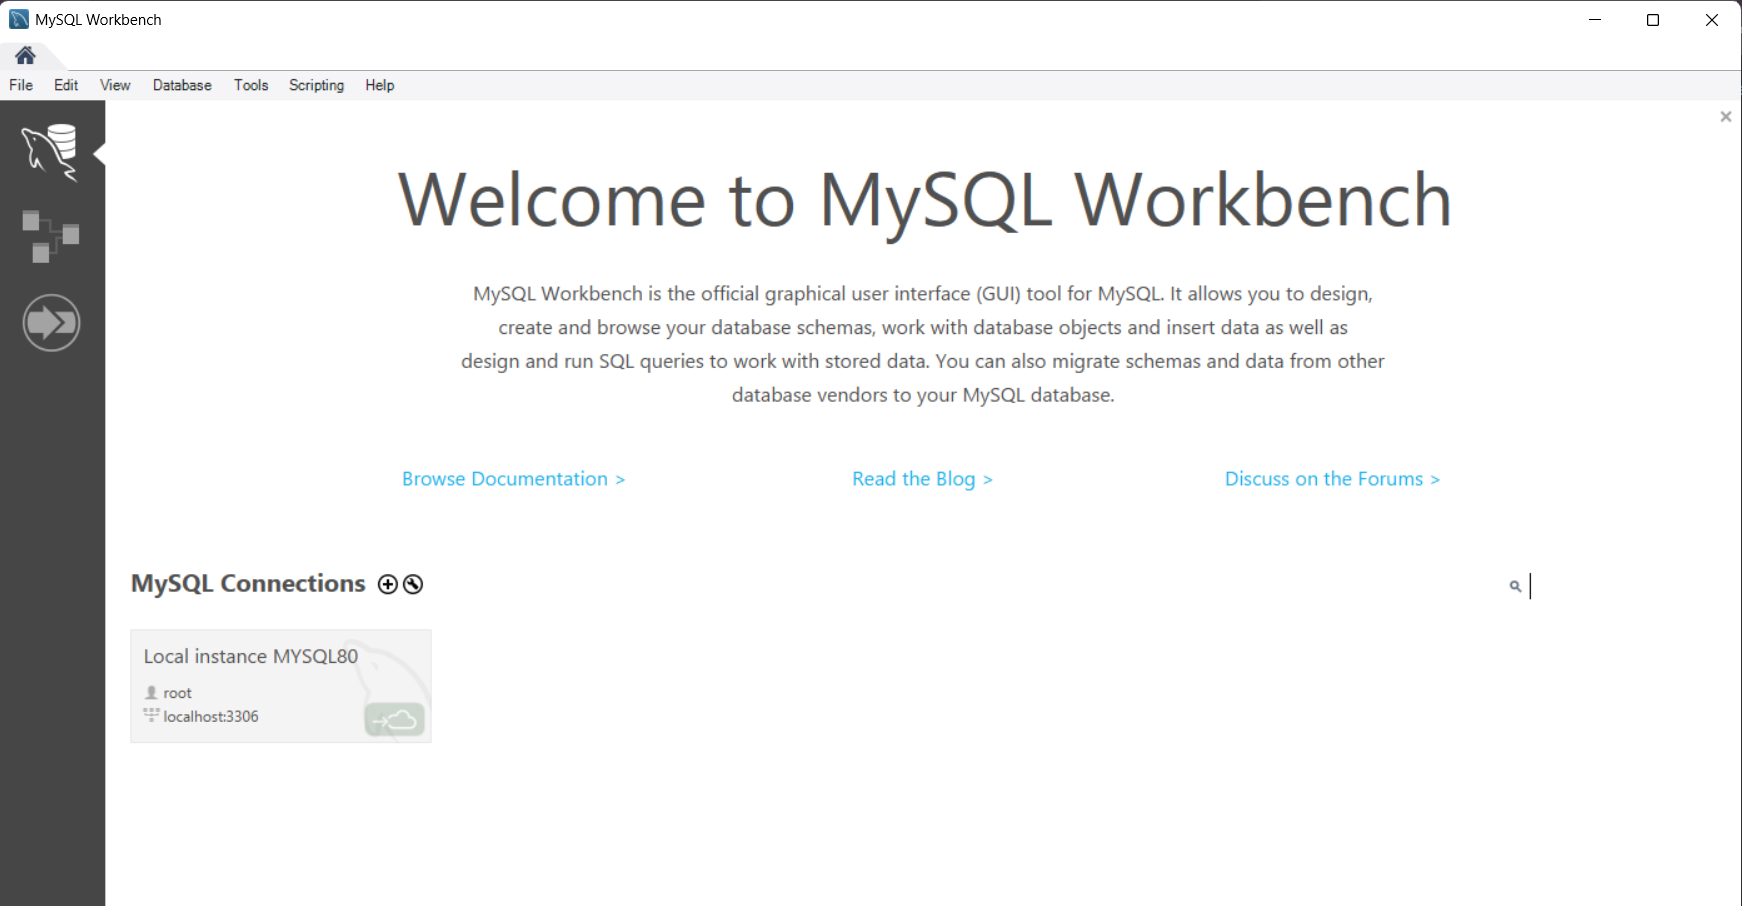 MySQL Workbench
File Edit View Database Tools Scripting Help
Welcome to MySQL Workbench
MySQL Workbench is the official graphical user interface (GUI) tool for MySQL. It allows you to design,
create and browse your database schemas, work with database objects and insert data as well as
design and run SQL queries to work with stored data. You can also migrate schemas and data from other
database vendors to your MySQL database.
Browse Documentation > Read the Blog > Discuss on the Forums >
MySQL Connections
Local instance MYSQL80
root
localhost:3306